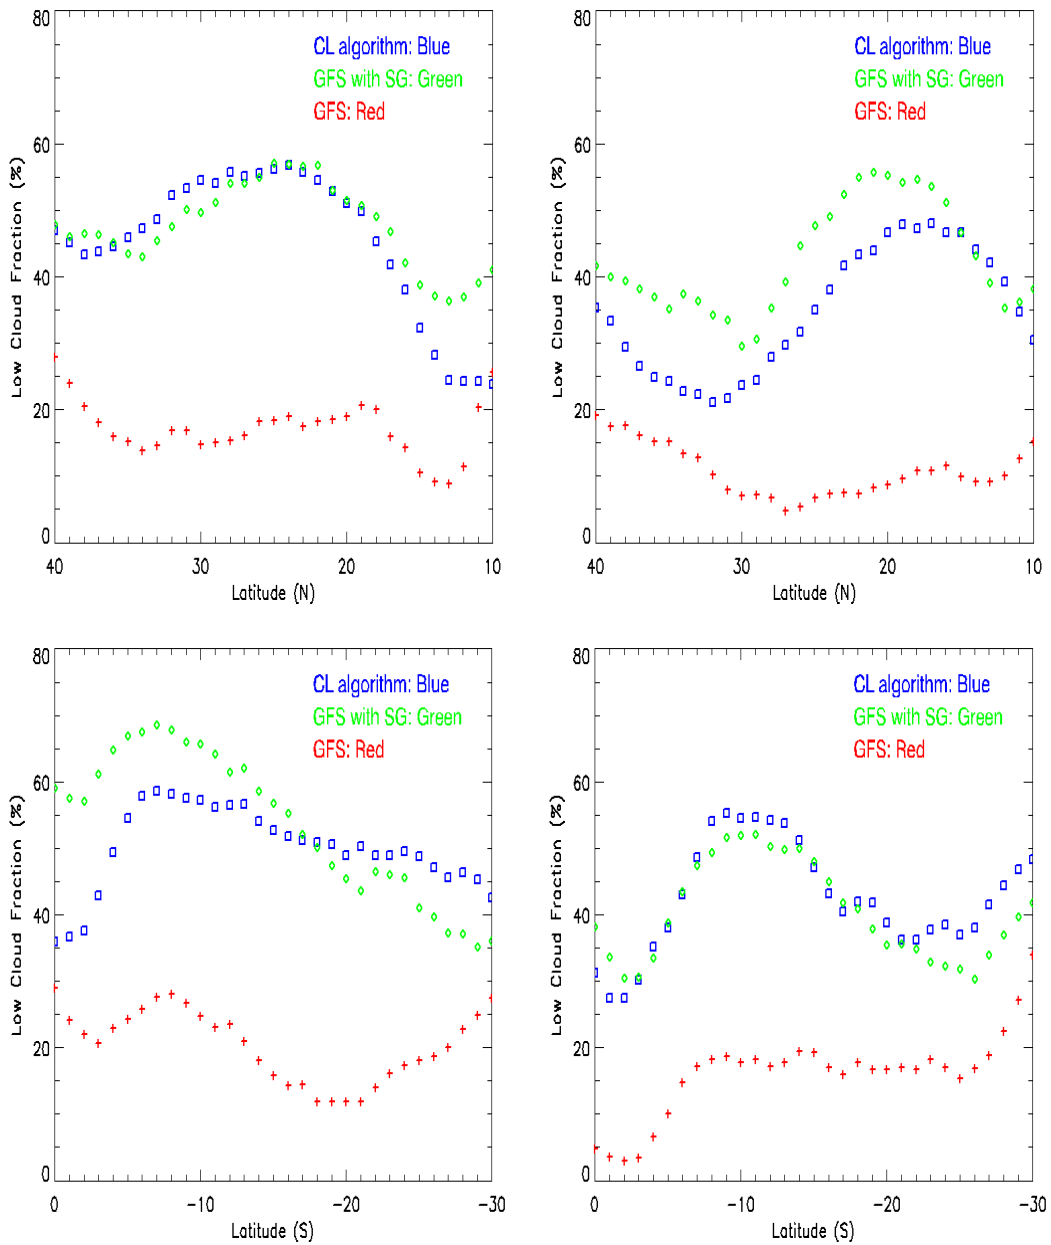 80
CL algorithm: Blue
GFS with SG: Green
GFS: Red
60
40
20
0
Low Cloud Fraction (%)
40 30 20 10
Latitude (N)
80
CL algorithm: Blue
GFS with SG: Green
GFS: Red
60
40
20
0
Low Cloud Fraction (%)
40 30 20 10
Latitude (N)
80
CL algorithm: Blue
GFS with SG: Green
GFS: Red
60
40
20
0
Low Cloud Fraction (%)
0 -10 -20 -30
Latitude (S)
80
CL algorithm: Blue
GFS with SG: Green
GFS: Red
60
40
20
0
Low Cloud Fraction (%)
0 -10 -20 -30
Latitude (S)